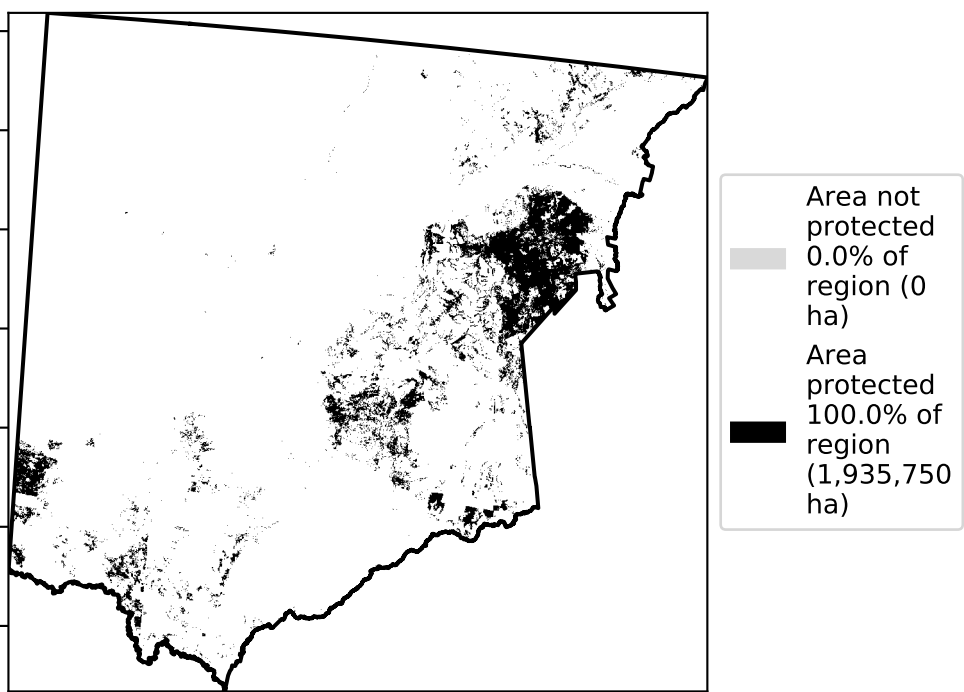 Area not
protected
0.0% of
region (0
ha)
Area
protected
100.0% of
region
(1,935,750
ha)